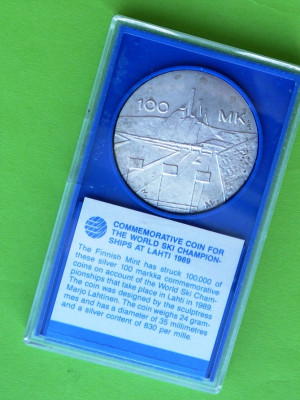 100 MK
COMMEMORATIVE COIN FOR
THE WORLD SKI CHAMPION-
SHIPS AT LAHTI 1989
The Finnish Mint has struck 100.000 of
these silver 100 markka commemorative
coins on account of the World Ski Cham-
pionships that take place in Lahti in 1989.
The coin was designed by the sculptress
Marjo Lahtinen. The coin weighs 24 gram-
mes and has a diameter of 35 millimetres
and a silver content of 830 per mille.